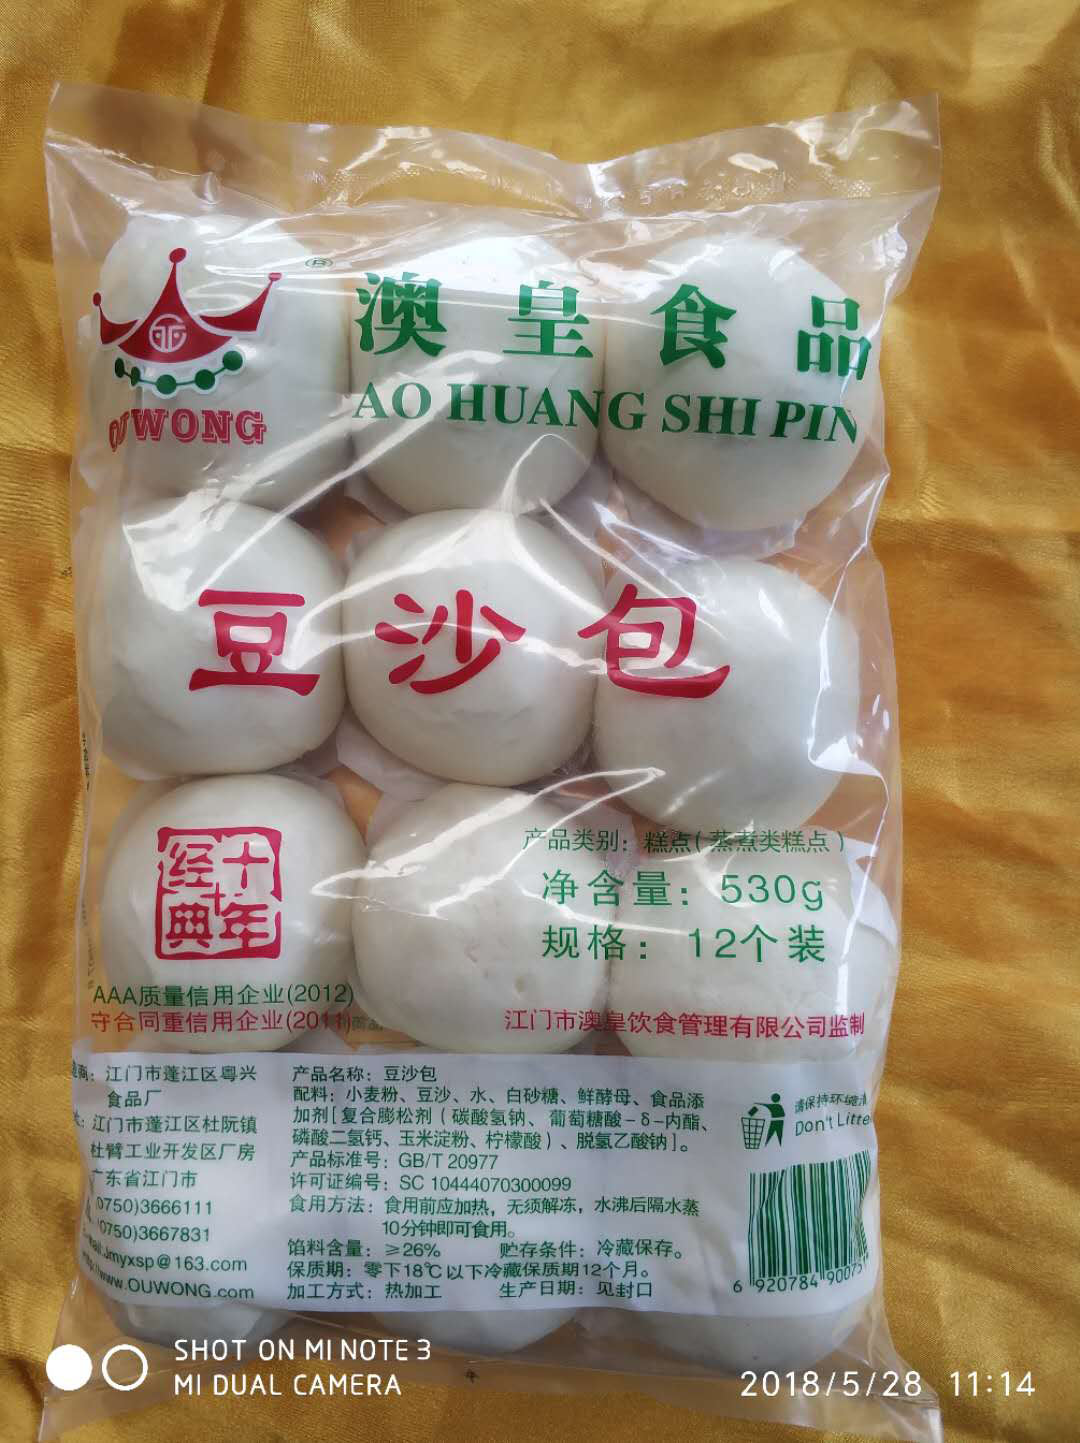 ®
OUWONG
澳皇食品
AO HUANG SHI PIN
豆沙包
十年
经典
产品类别：糕点（蒸煮类糕点）
净含量：530g
规格：12个装
AAA质量信用企业(2012)
守合同重信用企业(2011)
江门市澳皇饮食管理有限公司监制
商：江门市蓬江区粤兴
食品厂
江门市蓬江区杜阮镇
杜臂工业开发区厂房
广东省江门市
(0750)3666111
(0750)3667831
E-mail:jmyxsp@163.com
http://www.OUWONG.com
产品名称：豆沙包
配料：小麦粉、豆沙、水、白砂糖、鲜酵母、食品添
加剂[复合膨松剂（碳酸氢钠、葡萄糖酸－δ－内酯、
磷酸二氢钙、玉米淀粉、柠檬酸）、脱氢乙酸钠]。
产品标准号：GB/T 20977
许可证编号：SC 10444070300099
食用方法：食用前应加热，无须解冻，水沸后隔水蒸
10分钟即可食用。
馅料含量：≥26% 贮存条件：冷藏保存。
保质期：零下18℃以下冷藏保质期12个月。
加工方式：热加工 生产日期：见封口
请保持环境
Don't Litter
6 920784 90075
SHOT ON MI NOTE 3
MI DUAL CAMERA
2018/5/28 11:14